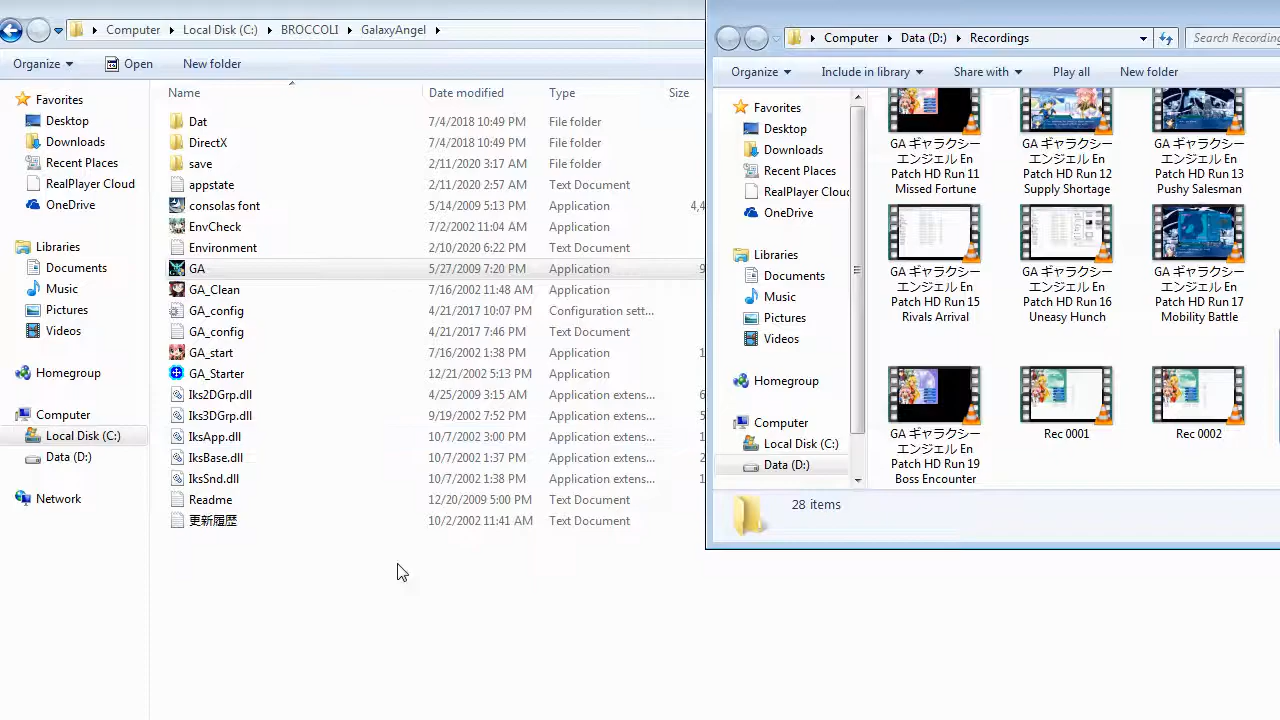 Computer Local Disk (C:) BROCCOLI GalaxyAngel
Organize Open New folder
Name Date modified Type Size
Favorites
Desktop
Downloads
Recent Places
RealPlayer Cloud
OneDrive
Libraries
Documents
Music
Pictures
Videos
Homegroup
Computer
Local Disk (C:)
Data (D:)
Network
Dat 7/4/2018 10:49 PM File folder
DirectX 7/4/2018 10:49 PM File folder
save 2/11/2020 3:17 AM File folder
appstate 2/11/2020 2:57 AM Text Document
consolas font 5/14/2009 5:13 PM Application 4,4
EnvCheck 7/2/2002 11:04 AM Application
Environment 2/10/2020 6:22 PM Text Document
GA 5/27/2009 7:20 PM Application 9
GA_Clean 7/16/2002 11:48 AM Application
GA_config 4/21/2017 10:07 PM Configuration sett...
GA_config 4/21/2017 7:46 PM Text Document
GA_start 7/16/2002 1:38 PM Application 1
GA_Starter 12/21/2002 5:13 PM Application
Iks2DGrp.dll 4/25/2009 3:15 AM Application extens... 6
Iks3DGrp.dll 9/19/2002 7:52 PM Application extens... 5
IksApp.dll 10/7/2002 3:00 PM Application extens... 1
IksBase.dll 10/7/2002 1:37 PM Application extens... 2
IksSnd.dll 10/7/2002 1:38 PM Application extens... 1
Readme 12/20/2009 5:00 PM Text Document
更新履歴 10/2/2002 11:41 AM Text Document
Computer Data (D:) Recordings
Search Recording
Organize Include in library Share with Play all New folder
Favorites
Desktop
Downloads
Recent Places
RealPlayer Cloud
OneDrive
Libraries
Documents
Music
Pictures
Videos
Homegroup
Computer
Local Disk (C:)
Data (D:)
GA ギャラクシー
エンジェル En
Patch HD Run 11
Missed Fortune
GA ギャラクシー
エンジェル En
Patch HD Run 12
Supply Shortage
GA ギャラクシー
エンジェル En
Patch HD Run 13
Pushy Salesman
GA ギャラクシー
エンジェル En
Patch HD Run 15
Rivals Arrival
GA ギャラクシー
エンジェル En
Patch HD Run 16
Uneasy Hunch
GA ギャラクシー
エンジェル En
Patch HD Run 17
Mobility Battle
GA ギャラクシー
エンジェル En
Patch HD Run 19
Boss Encounter
Rec 0001
Rec 0002
28 items